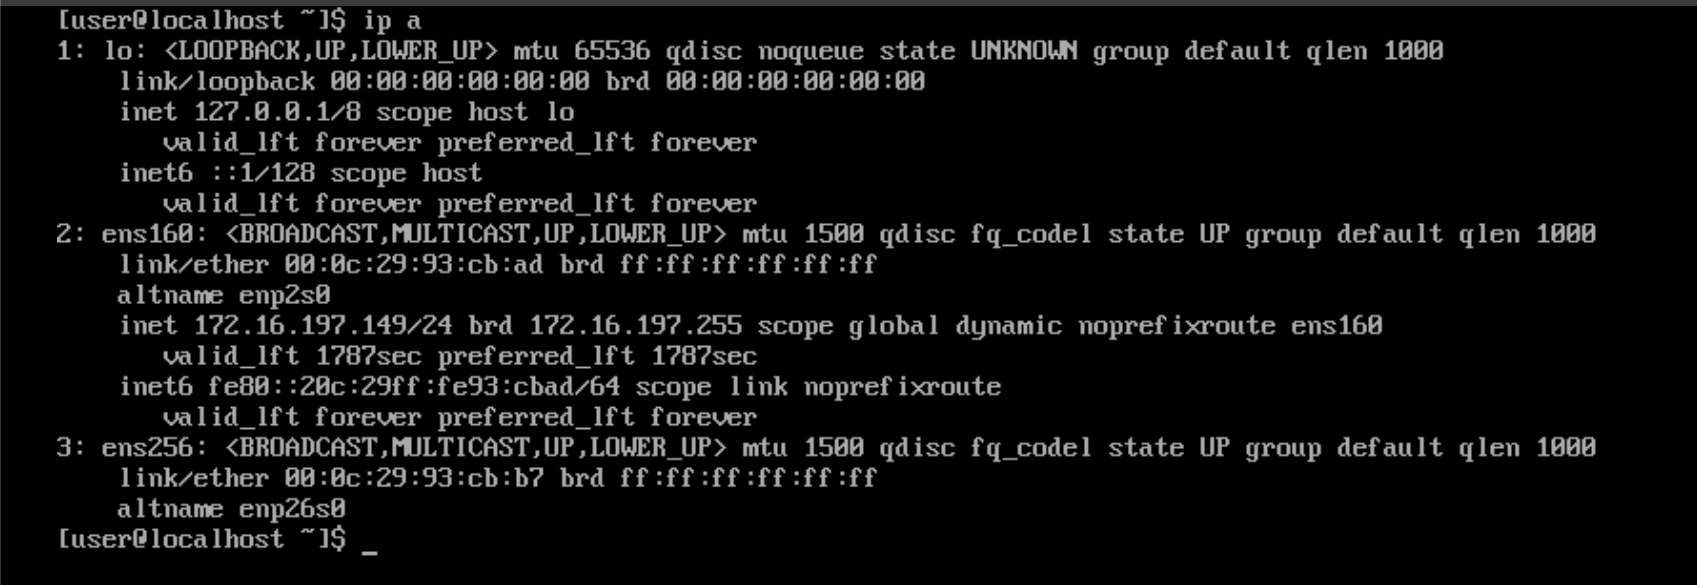 [user@localhost ~]$ ip a
1: lo: <LOOPBACK,UP,LOWER_UP> mtu 65536 qdisc noqueue state UNKNOWN group default qlen 1000
    link/loopback 00:00:00:00:00:00 brd 00:00:00:00:00:00
    inet 127.0.0.1/8 scope host lo
       valid_lft forever preferred_lft forever
    inet6 ::1/128 scope host
       valid_lft forever preferred_lft forever
2: ens160: <BROADCAST,MULTICAST,UP,LOWER_UP> mtu 1500 qdisc fq_codel state UP group default qlen 1000
    link/ether 00:0c:29:93:cb:ad brd ff:ff:ff:ff:ff:ff
    altname enp2s0
    inet 172.16.197.149/24 brd 172.16.197.255 scope global dynamic noprefixroute ens160
       valid_lft 1787sec preferred_lft 1787sec
    inet6 fe80::20c:29ff:fe93:cbad/64 scope link noprefixroute
       valid_lft forever preferred_lft forever
3: ens256: <BROADCAST,MULTICAST,UP,LOWER_UP> mtu 1500 qdisc fq_codel state UP group default qlen 1000
    link/ether 00:0c:29:93:cb:b7 brd ff:ff:ff:ff:ff:ff
    altname enp26s0
[user@localhost ~]$ _